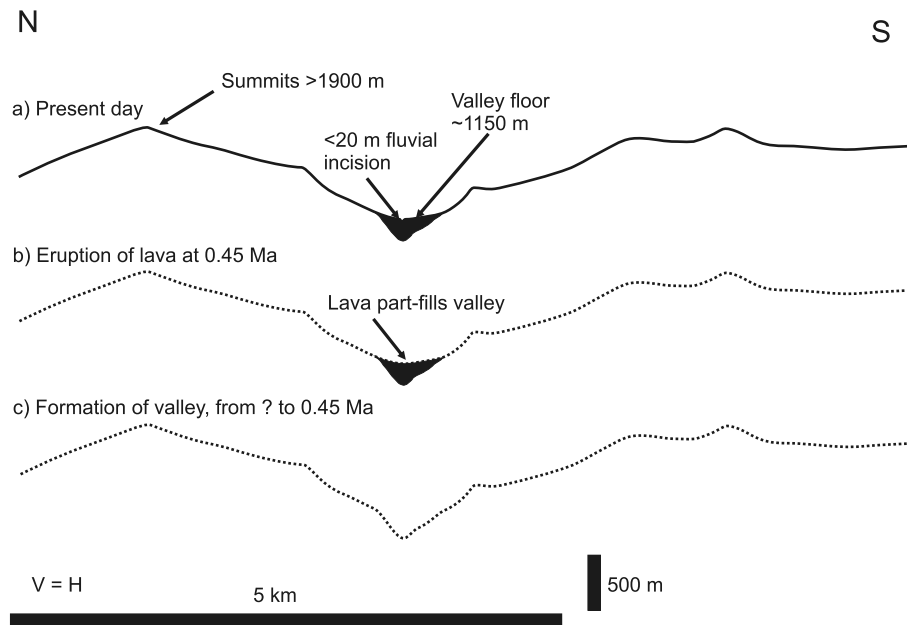 N
S
Summits >1900 m
a) Present day
Valley floor
~1150 m
<20 m fluvial
incision
b) Eruption of lava at 0.45 Ma
Lava part-fills valley
c) Formation of valley, from ? to 0.45 Ma
V = H
5 km
500 m